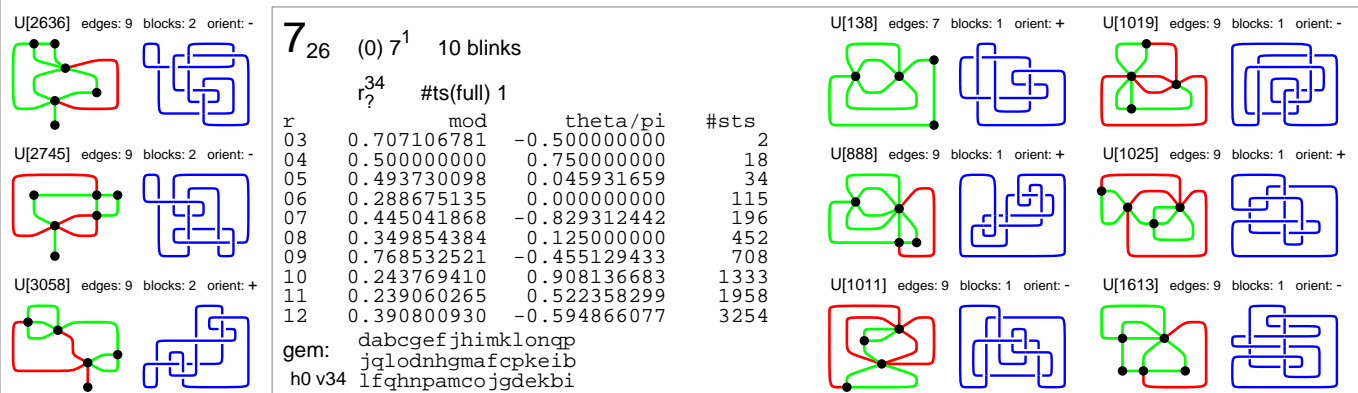 U[2636] edges: 9 blocks: 2 orient: -
U[2745] edges: 9 blocks: 2 orient: -
U[3058] edges: 9 blocks: 2 orient: +
7_26 (0) 7^1 10 blinks
r_?^34 #ts(full) 1
r mod theta/pi #sts
03 0.707106781 -0.500000000 2
04 0.500000000 0.750000000 18
05 0.493730098 0.045931659 34
06 0.288675135 0.000000000 115
07 0.445041868 -0.829312442 196
08 0.349854384 0.125000000 452
09 0.768532521 -0.455129433 708
10 0.243769410 0.908136683 1333
11 0.239060265 0.522358299 1958
12 0.390800930 -0.594866077 3254
gem: dabcgefjhimklonqp
jqlodnhgmafcpkeib
h0 v34 lfqhnpamcojgdekbi
U[138] edges: 7 blocks: 1 orient: +
U[1019] edges: 9 blocks: 1 orient: -
U[888] edges: 9 blocks: 1 orient: +
U[1025] edges: 9 blocks: 1 orient: +
U[1011] edges: 9 blocks: 1 orient: -
U[1613] edges: 9 blocks: 1 orient: -